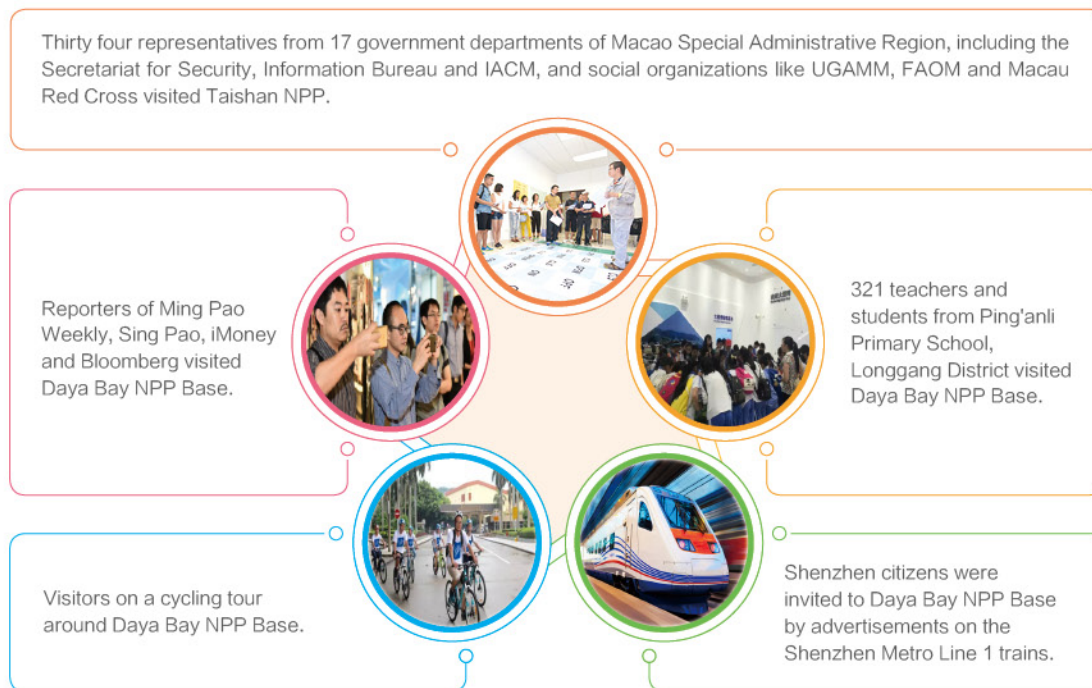 Thirty four representatives from 17 government departments of Macao Special Administrative Region, including the
Secretariat for Security, Information Bureau and IACM, and social organizations like UGAMM, FAOM and Macau
Red Cross visited Taishan NPP.
Reporters of Ming Pao
Weekly, Sing Pao, iMoney
and Bloomberg visited
Daya Bay NPP Base.
321 teachers and
students from Ping'anli
Primary School,
Longgang District visited
Daya Bay NPP Base.
Visitors on a cycling tour
around Daya Bay NPP Base.
Shenzhen citizens were
invited to Daya Bay NPP Base
by advertisements on the
Shenzhen Metro Line 1 trains.